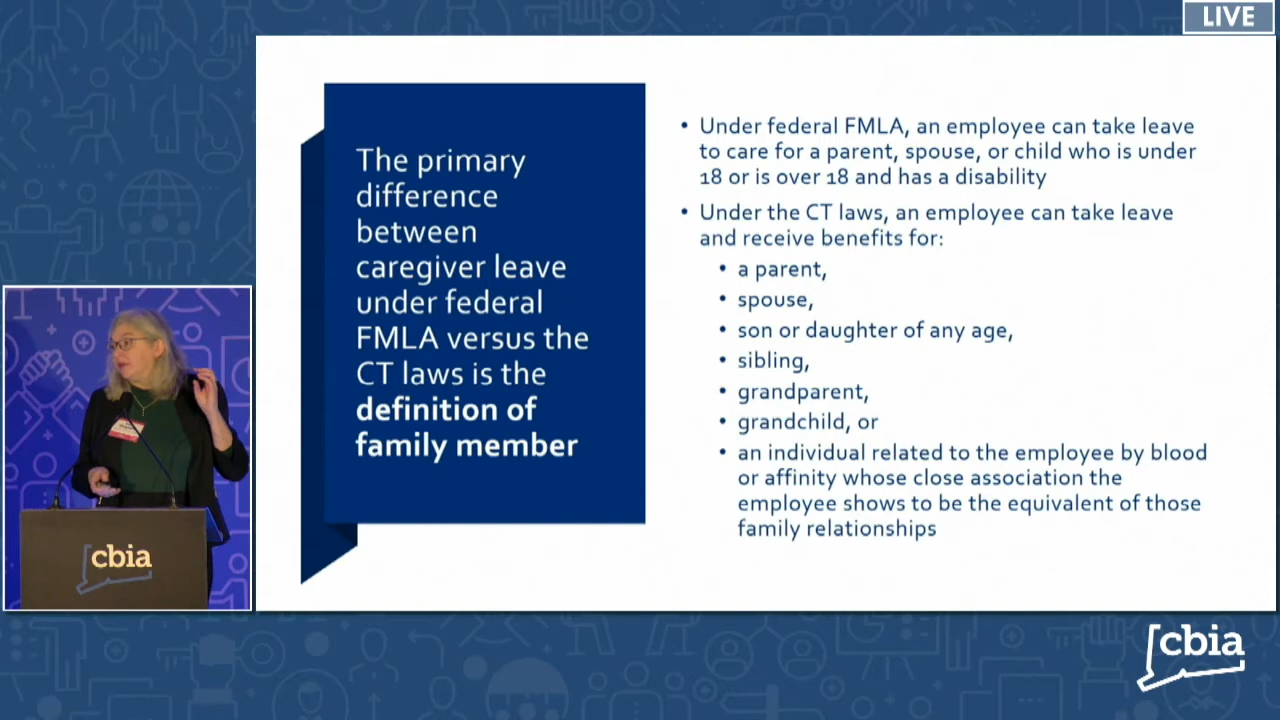 LIVE
The primary
difference
between
caregiver leave
under federal
FMLA versus the
CT laws is the
definition of
family member
• Under federal FMLA, an employee can take leave
to care for a parent, spouse, or child who is under
18 or is over 18 and has a disability
• Under the CT laws, an employee can take leave
and receive benefits for:
• a parent,
• spouse,
• son or daughter of any age,
• sibling,
• grandparent,
• grandchild, or
• an individual related to the employee by blood
or affinity whose close association the
employee shows to be the equivalent of those
family relationships
cbia
cbia